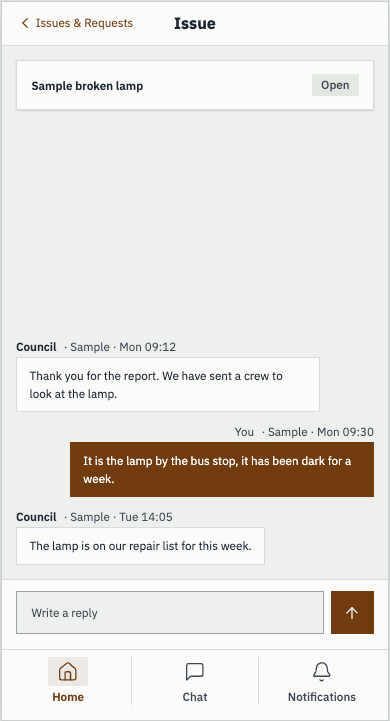 Issues & Requests
Issue
Sample broken lamp
Open
Council · Sample · Mon 09:12
Thank you for the report. We have sent a crew to
look at the lamp.
You · Sample · Mon 09:30
It is the lamp by the bus stop, it has been dark for a
week.
Council · Sample · Tue 14:05
The lamp is on our repair list for this week.
Write a reply
Home
Chat
Notifications